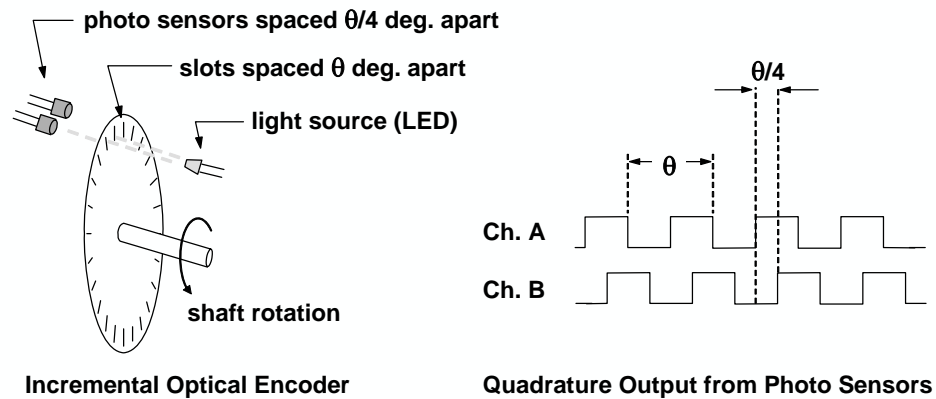 photo sensors spaced θ/4 deg. apart
slots spaced θ deg. apart
light source (LED)
shaft rotation
Incremental Optical Encoder
θ/4
θ
Ch. A
Ch. B
Quadrature Output from Photo Sensors